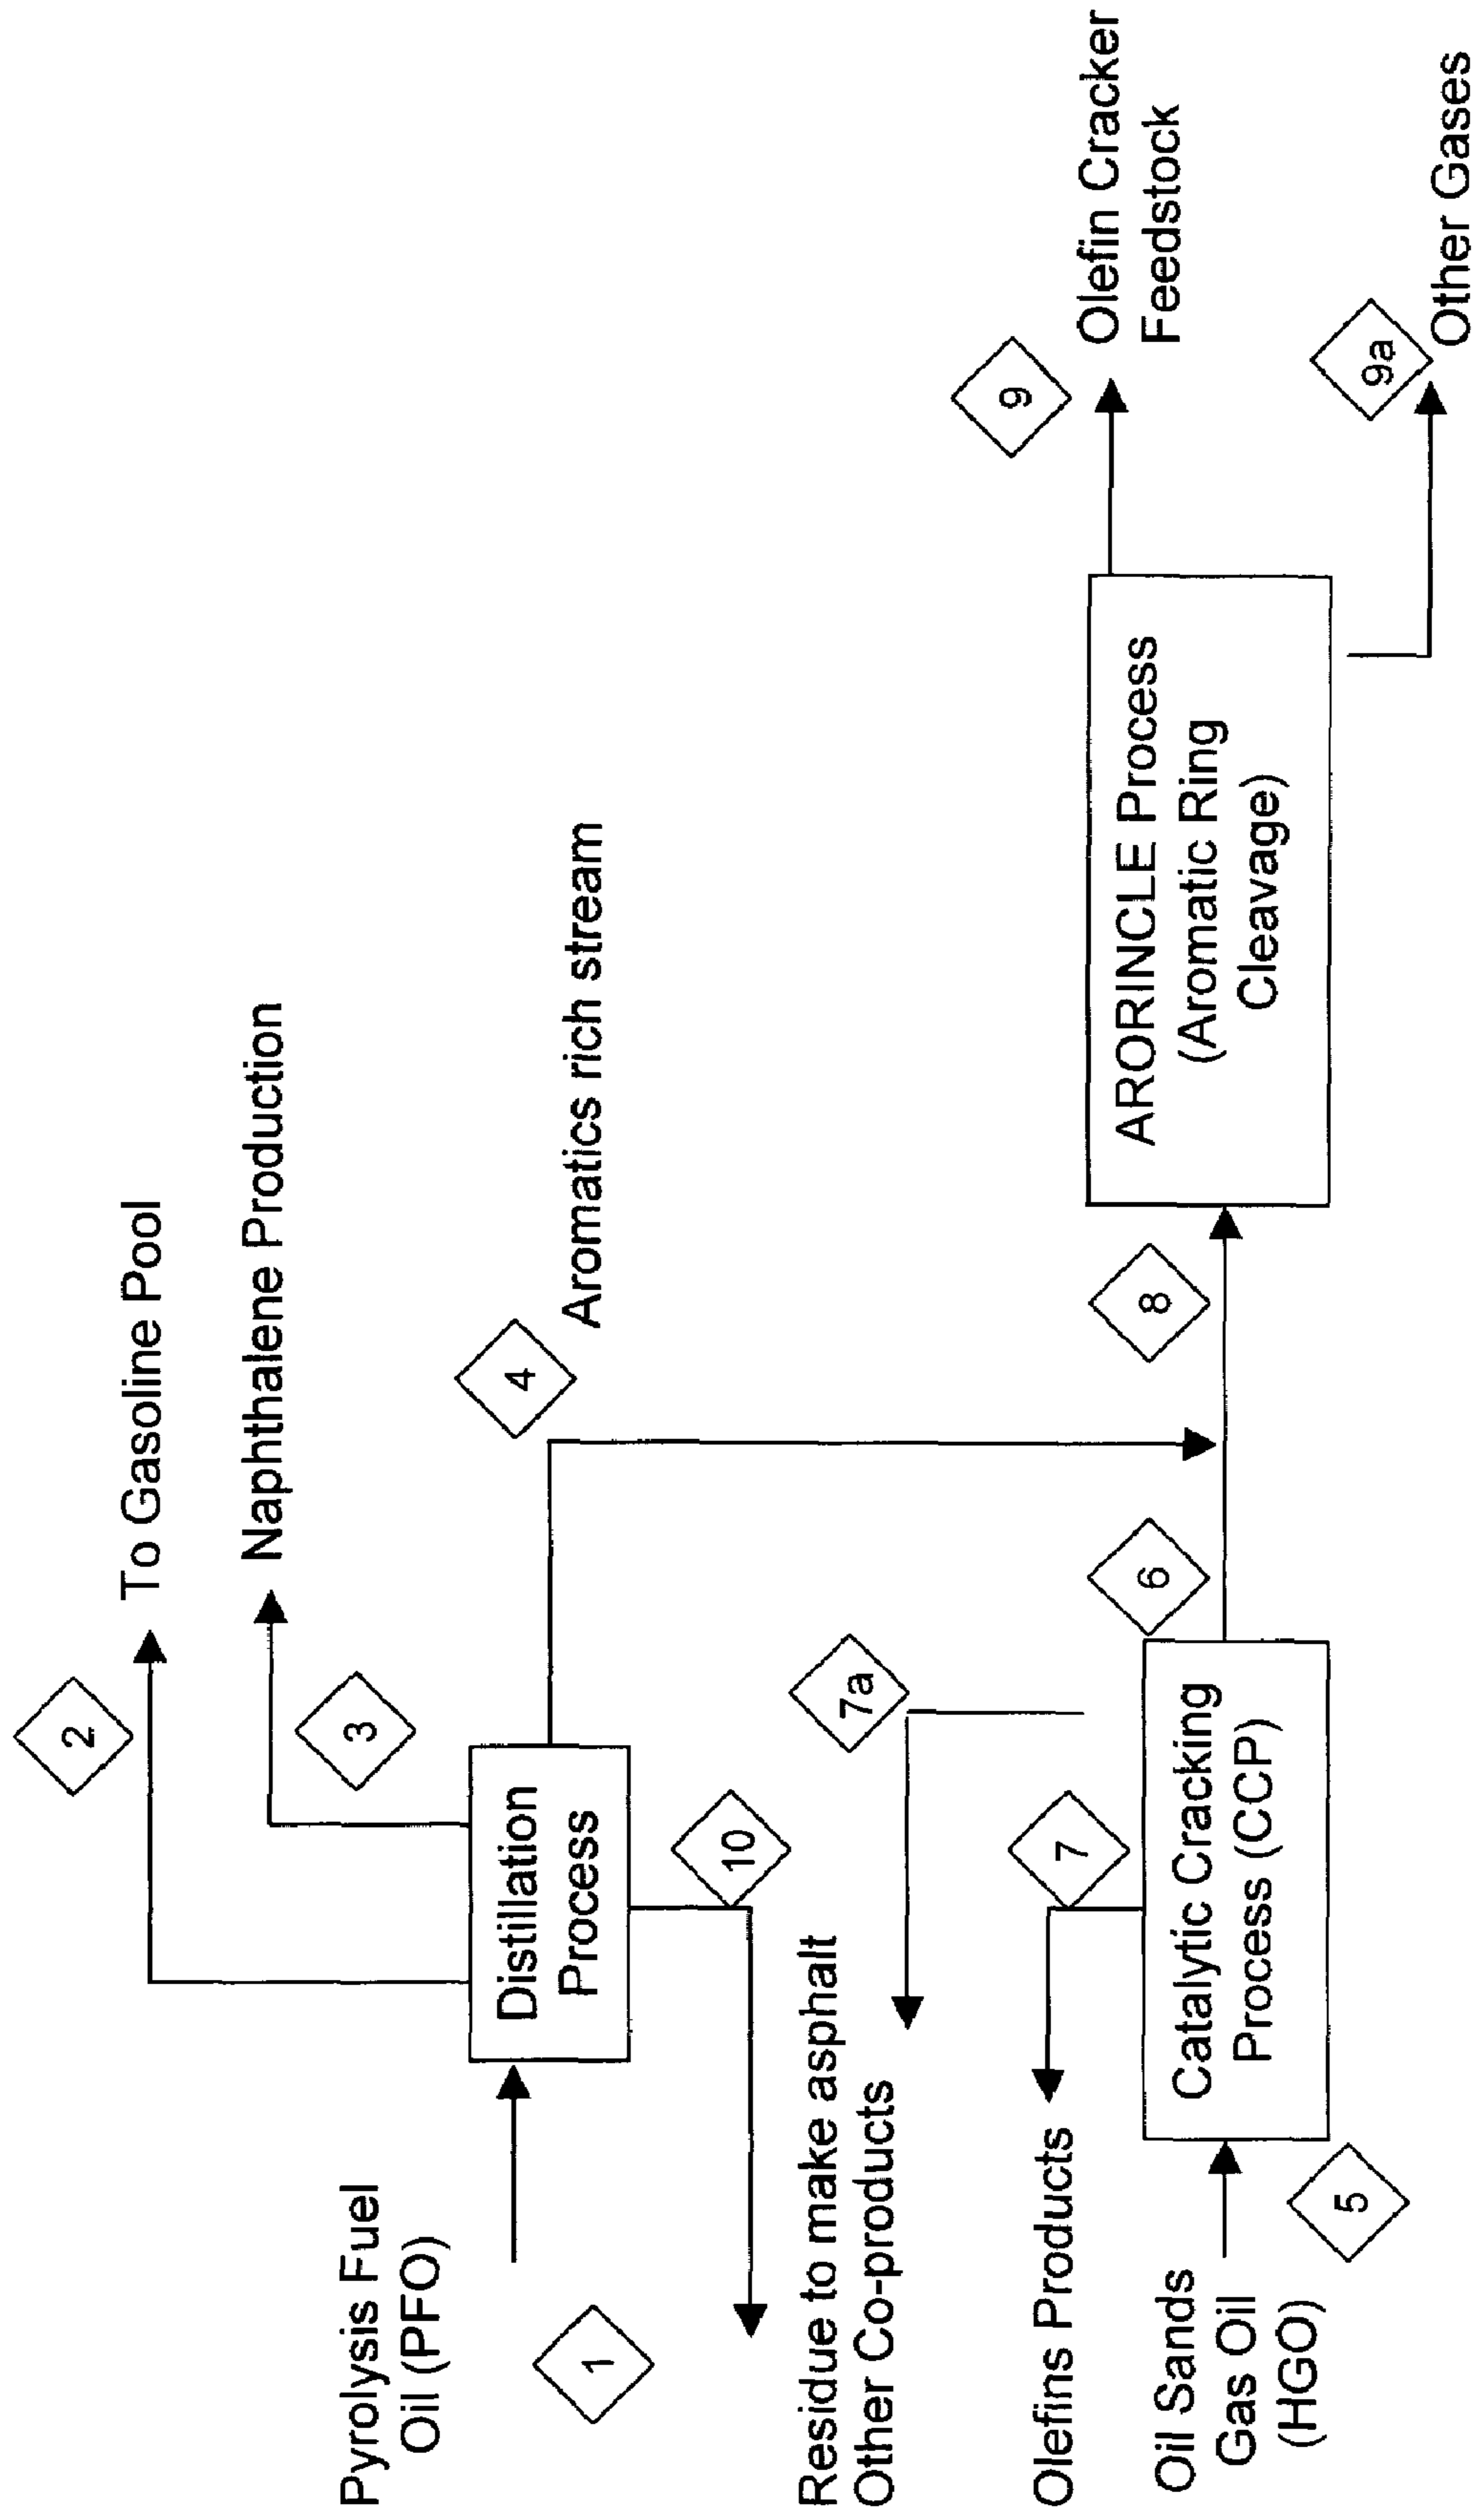 2
To Gasoline Pool
Naphthalene Production
3
Pyrolysis Fuel
Oil (PFO)
1
Distillation
Process
4
Aromatics rich stream
10
Residue to make asphalt
Other Co-products
7a
Olefins Products
7
Oil Sands
Gas Oil
(HGO)
5
Catalytic Cracking
Process (CCP)
6
8
ARORINCLE Process
(Aromatic Ring
Cleavage)
9
Olefin Cracker
Feedstock
9a
Other Gases